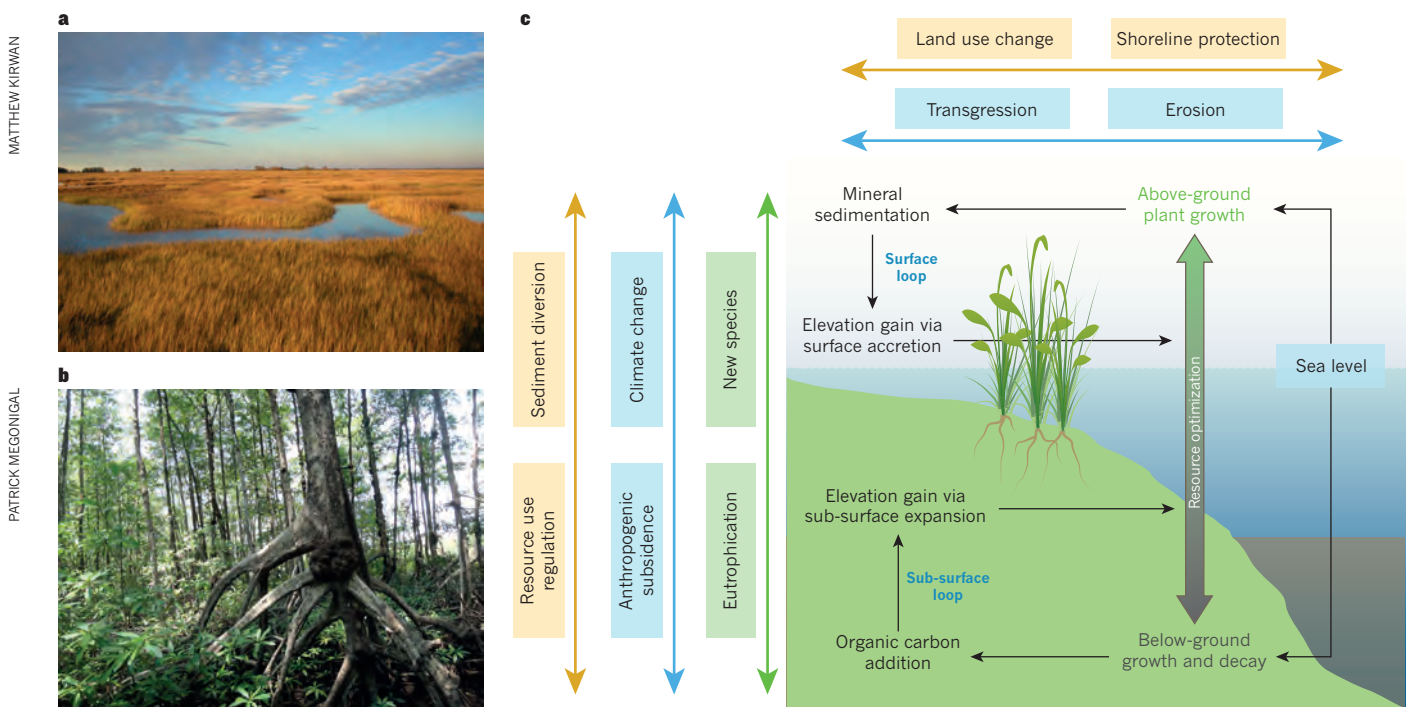 MATTHEW KIRWAN
PATRICK MEGONIGAL
a
b
c
Land use change
Shoreline protection
Transgression
Erosion
Sediment diversion
Climate change
New species
Resource use
regulation
Anthropogenic
subsidence
Eutrophication
Mineral
sedimentation
Above-ground
plant growth
Surface
loop
Elevation gain via
surface accretion
Sea level
Resource optimization
Elevation gain via
sub-surface expansion
Sub-surface
loop
Organic carbon
addition
Below-ground
growth and decay